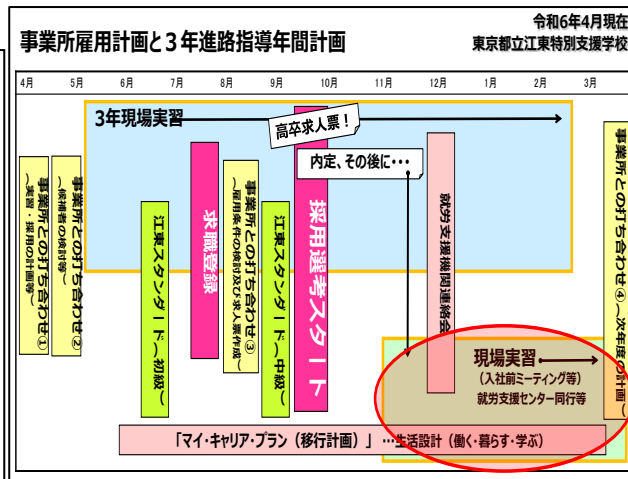 令和6年4月現在
事業所雇用計画と3年進路指導年間計画
東京都立江東特別支援学校
4月 5月 6月 7月 8月 9月 10月 11月 12月 1月 2月 3月
3年現場実習
高卒求人票！
内定、その後に・・・
事業所との打ち合わせ①
～実習・採用の計画等～
事業所との打ち合わせ②
～候補者の検討等～
江東スタンダード～初級～
求職登録
事業所との打ち合わせ③
～雇用条件の検討及び求人票作成～
江東スタンダード～中級～
採用選考スタート
就労支援機関連絡会
事業所との打ち合わせ④～次年度の計画～
現場実習
（入社前ミーティング等）
就労支援センター同行等
「マイ・キャリア・プラン（移行計画）」 …生活設計（働く・暮らす・学ぶ）